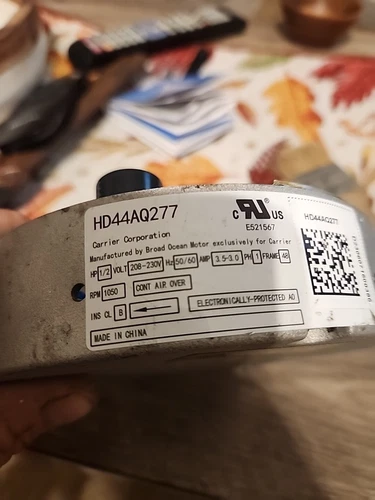 HD44AQ277
Carrier Corporation
Manufactured by Broad Ocean Motor exclusively for Carrier
HP 1/2 VOLT 208-230V Hz 50/60 AMP 3.5-3.0 PH 1 FRAME 48
RPM 1050 CONT AIR OVER
INS CL B ELECTRONICALLY-PROTECTED AO
MADE IN CHINA
C RU US
E521567
HD44AQ277